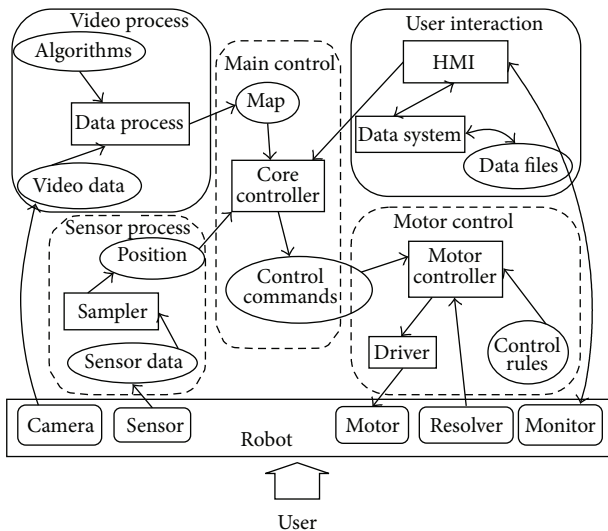 Video process
Algorithms
Data process
Video data
Main control
Map
Core
controller
Control
commands
User interaction
HMI
Data system
Data files
Sensor process
Position
Sampler
Sensor data
Motor control
Motor
controller
Driver
Control
rules
Camera
Sensor
Robot
Motor
Resolver
Monitor
User